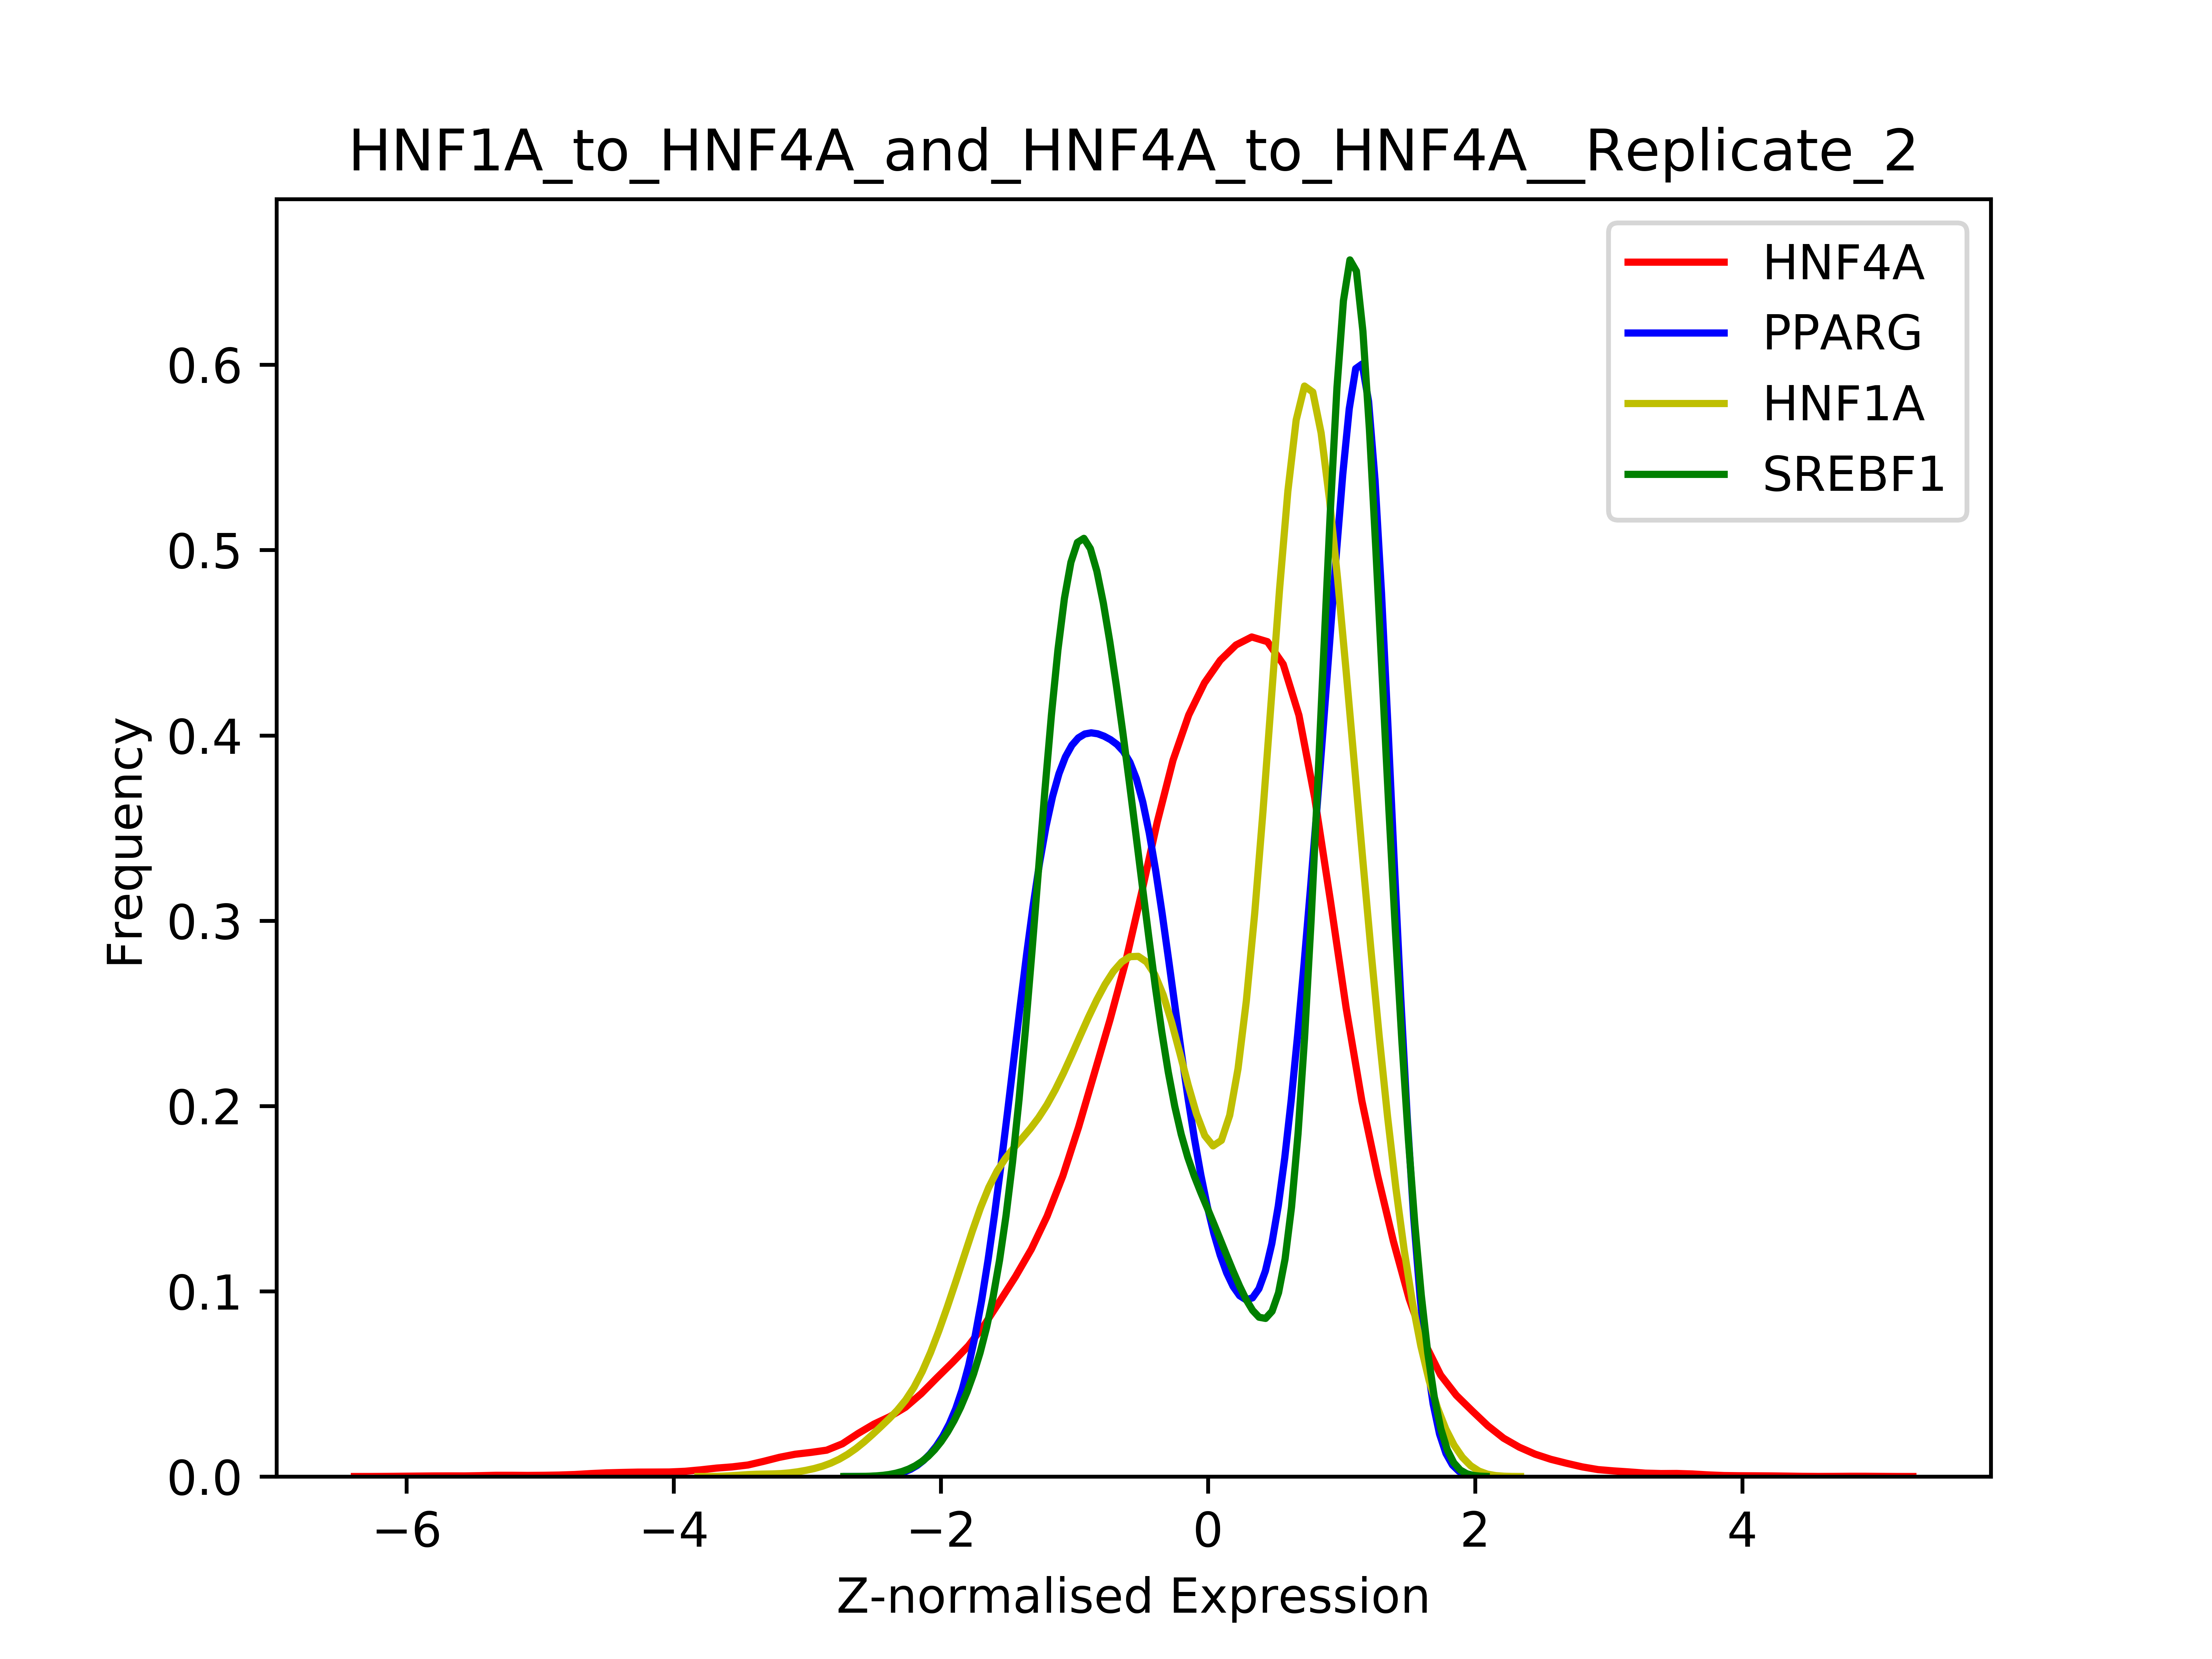 HNF1A_to_HNF4A_and_HNF4A_to_HNF4A___Replicate_2
HNF4A
PPARG
HNF1A
SREBF1
Frequency
0.6
0.5
0.4
0.3
0.2
0.1
0.0
−6 −4 −2 0 2 4
Z-normalised Expression